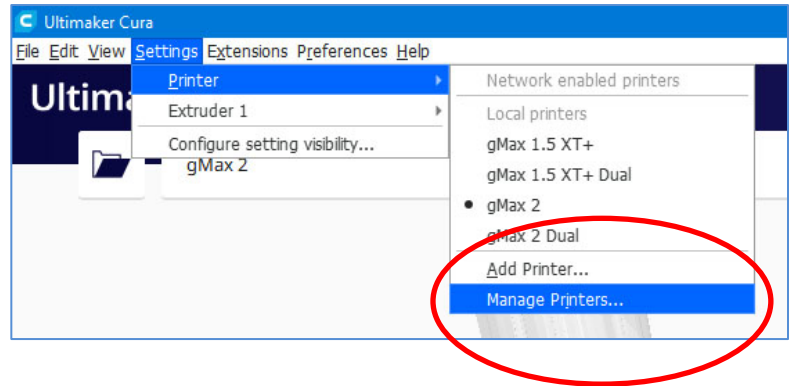 Ultimaker Cura
File Edit View Settings Extensions Preferences Help
Ultima
Printer
Extruder 1
Configure setting visibility...
gMax 2
Network enabled printers
Local printers
gMax 1.5 XT+
gMax 1.5 XT+ Dual
gMax 2
gMax 2 Dual
Add Printer...
Manage Printers...